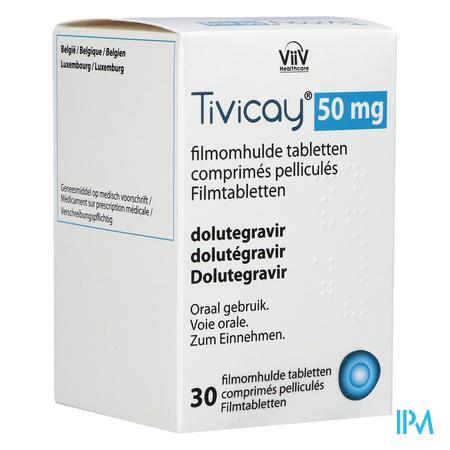 België / Belgique / Belgien
Luxembourg / Luxemburg
Geneesmiddel op medisch voorschrift /
Médicament sur prescription médicale /
Verschreibungspflichtig
ViiV
Healthcare
Tivicay® 50 mg
filmomhulde tabletten
comprimés pelliculés
Filmtabletten
dolutegravir
dolutégravir
Dolutegravir
Oraal gebruik.
Voie orale.
Zum Einnehmen.
30 filmomhulde tabletten
comprimés pelliculés
Filmtabletten
IPM